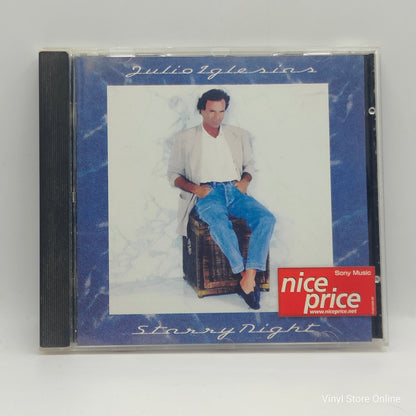 Julio Iglesias
Sony Music
nice
price
www.niceprice.net
Starry Night
Vinyl Store Online